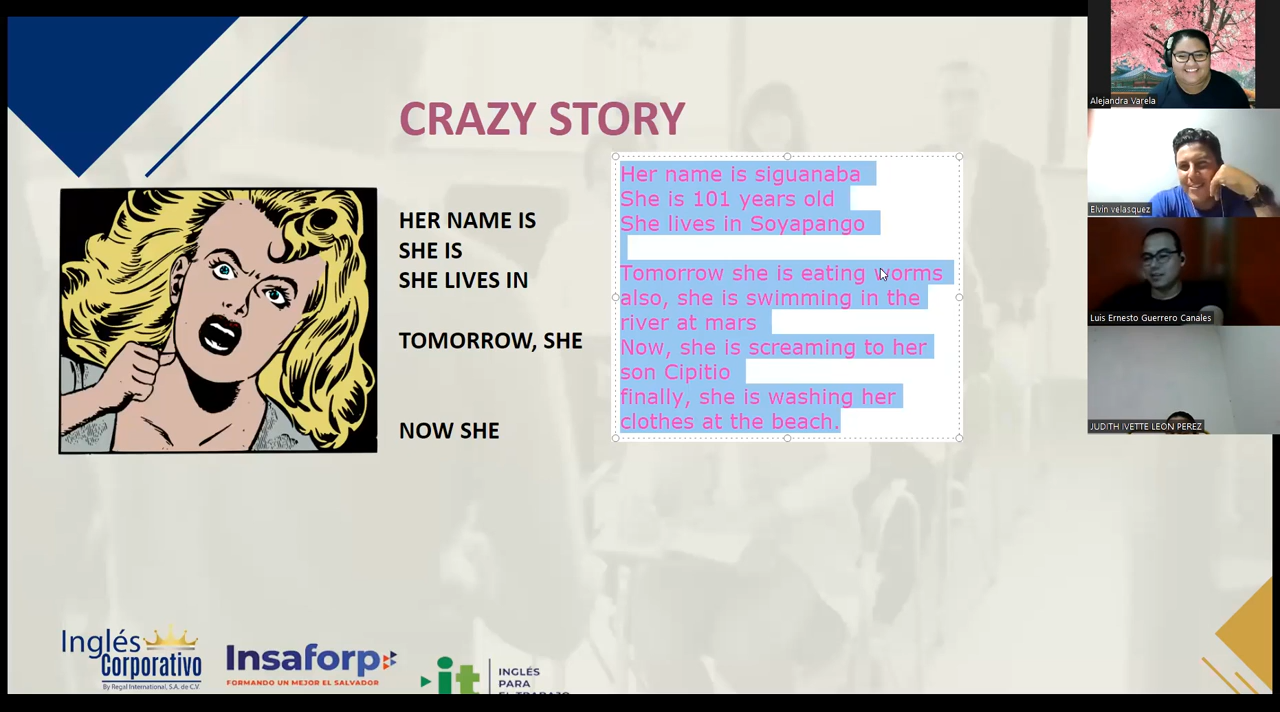 CRAZY STORY
HER NAME IS
SHE IS
SHE LIVES IN
TOMORROW, SHE
NOW SHE
Her name is siguanaba
She is 101 years old
She lives in Soyapango
Tomorrow she is eating worms
also, she is swimming in the
river at mars
Now, she is screaming to her
son Cipitio
finally, she is washing her
clothes at the beach.
Alejandra Varela
Elvin velasquez
Luis Ernesto Guerrero Canales
JUDITH IVETTE LEON PEREZ
Inglés
Corporativo
By Regal International, S.A. de C.V.
Insaforp
FORMANDO UN MEJOR EL SALVADOR
it
INGLÉS
PARA
EL TRABAJO